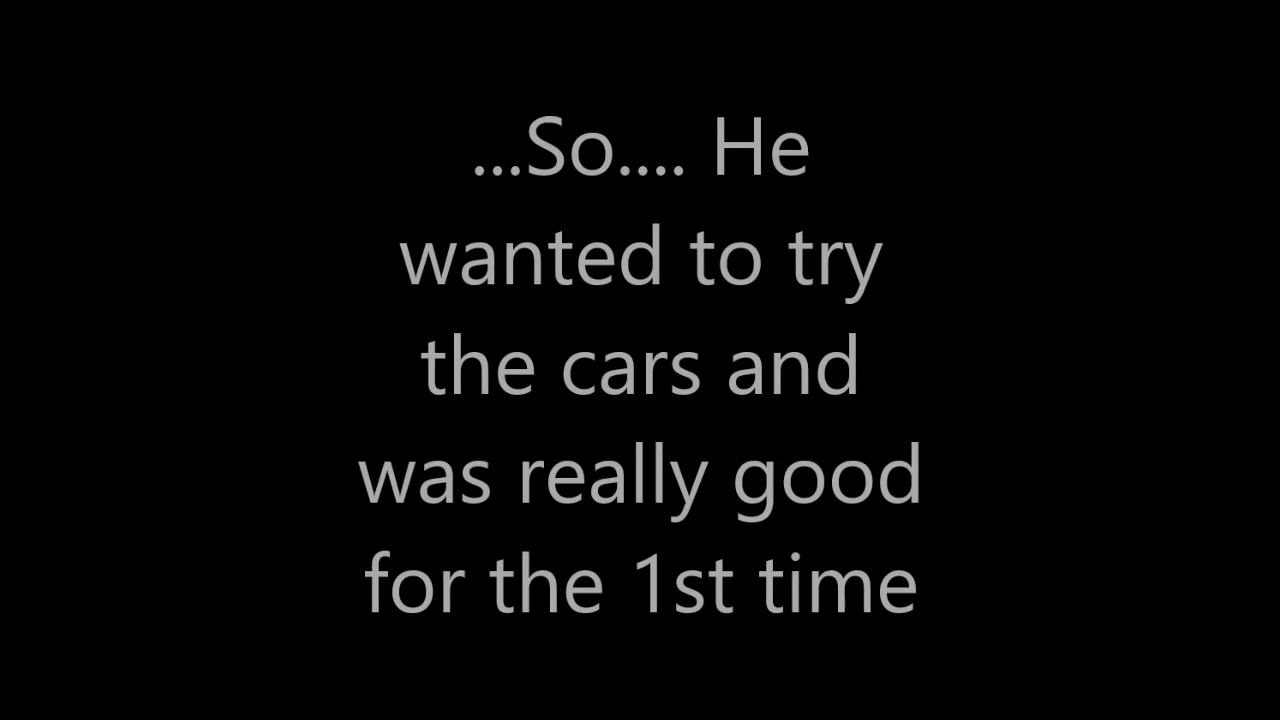 ...So.... He
wanted to try
the cars and
was really good
for the 1st time